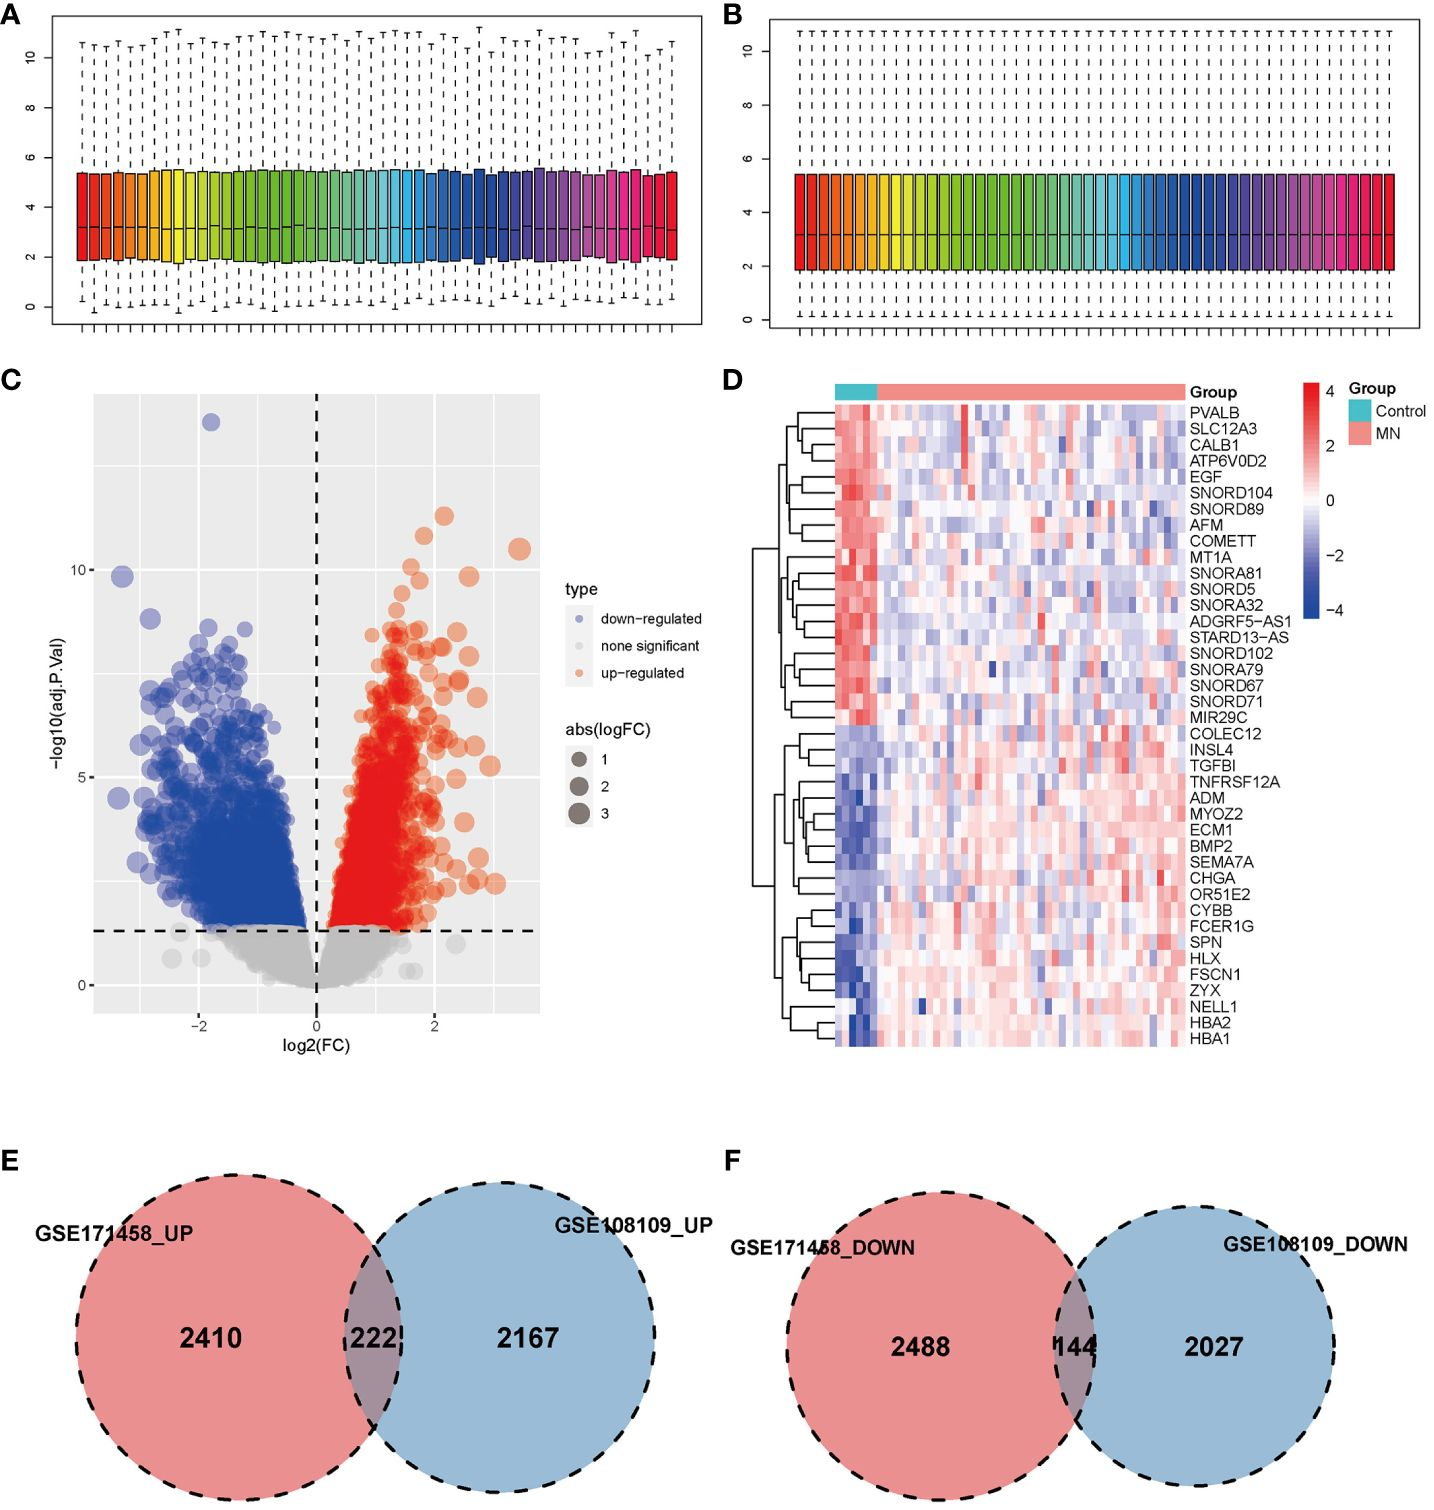 A
10
8
6
4
2
0
B
10
8
6
4
2
0
C
10
5
0
−2
0
2
−log10(adj.P.Val)
log2(FC)
type
down−regulated
none significant
up−regulated
abs(logFC)
1
2
3
D
Group
PVALB
SLC12A3
CALB1
ATP6V0D2
EGF
SNORD104
SNORD89
AFM
COMETT
MT1A
SNORA81
SNORD5
SNORA32
ADGRF5−AS1
STARD13−AS
SNORD102
SNORA79
SNORD67
SNORD71
MIR29C
COLEC12
INSL4
TGFBI
TNFRSF12A
ADM
MYOZ2
ECM1
BMP2
SEMA7A
CHGA
OR51E2
CYBB
FCER1G
SPN
HLX
FSCN1
ZYX
NELL1
HBA2
HBA1
4
2
0
−2
−4
Group
Control
MN
E
GSE171458_UP
GSE108109_UP
2410
222
2167
F
GSE171458_DOWN
GSE108109_DOWN
2488
144
2027